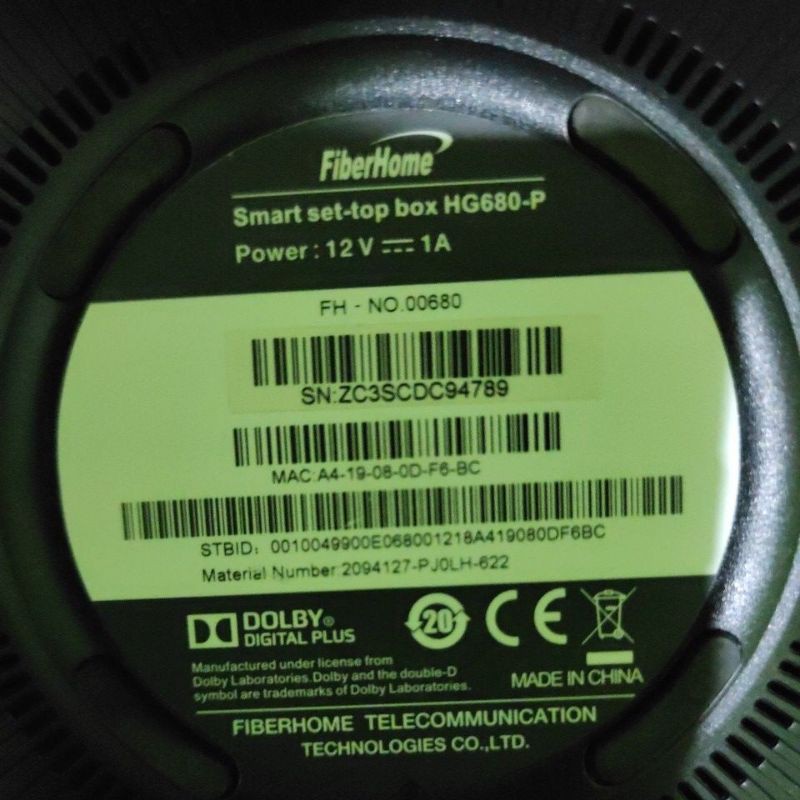 FiberHome
Smart set-top box HG680-P
Power: 12V ⎓ 1A
FH - NO.00680
SN:ZC3SCDC94789
MAC:A4-19-08-0D-F6-BC
STBID: 0010049900E068001218A419080DF6BC
Material Number:2094127-PJ0LH-622
DOLBY®
DIGITAL PLUS
20
CE
Manufactured under license from
Dolby Laboratories. Dolby and the double-D
symbol are trademarks of Dolby Laboratories.
MADE IN CHINA
FIBERHOME TELECOMMUNICATION
TECHNOLOGIES CO.,LTD.